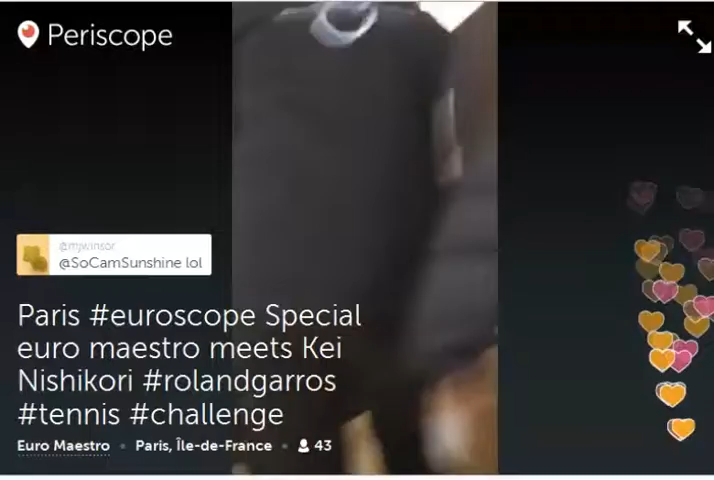 Periscope
@mjwinsor
@SoCamSunshine lol
Paris #euroscope Special
euro maestro meets Kei
Nishikori #rolandgarros
#tennis #challenge
Euro Maestro • Paris, Île-de-France • 43